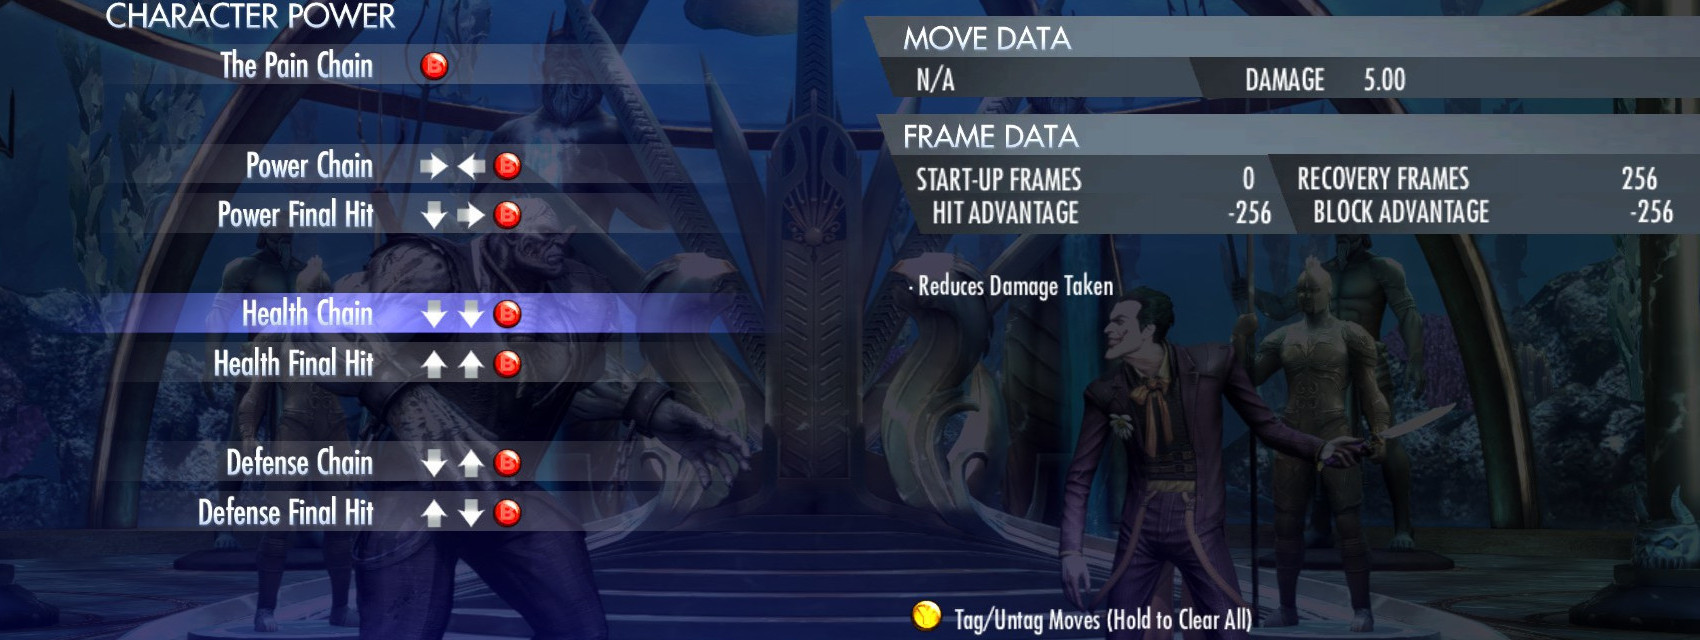 CHARACTER POWER
The Pain Chain B
Power Chain B
Power Final Hit B
Health Chain B
Health Final Hit B
Defense Chain B
Defense Final Hit B
MOVE DATA
N/A DAMAGE 5.00
FRAME DATA
START-UP FRAMES 0 RECOVERY FRAMES 256
HIT ADVANTAGE -256 BLOCK ADVANTAGE -256
· Reduces Damage Taken
Y Tag/Untag Moves (Hold to Clear All)